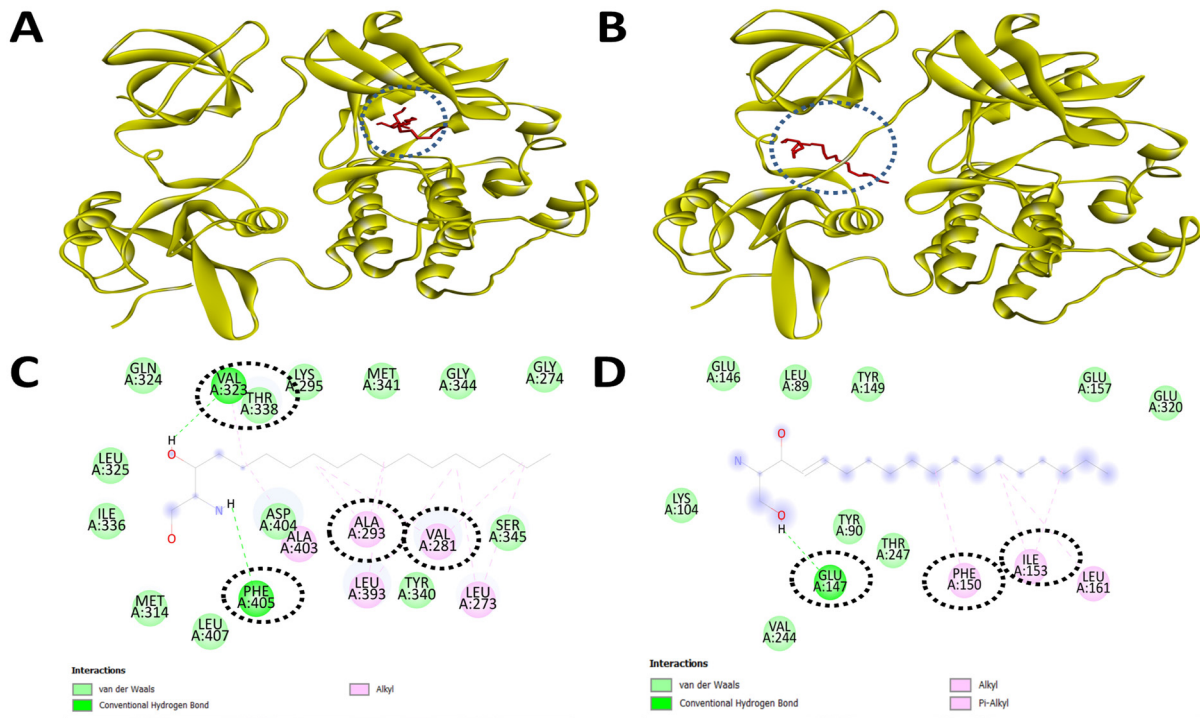 A
B
C
GLN
A:324
VAL
A:323
THR
A:338
LYS
A:295
MET
A:341
GLY
A:344
GLY
A:274
H
O
LEU
A:325
ILE
A:336
N
H
O
ASP
A:404
ALA
A:403
ALA
A:293
VAL
A:281
SER
A:345
PHE
A:405
LEU
A:393
TYR
A:340
LEU
A:273
MET
A:314
LEU
A:407
Interactions
van der Waals
Conventional Hydrogen Bond
Alkyl
D
GLU
A:146
LEU
A:89
TYR
A:149
GLU
A:157
GLU
A:320
O
N
O
H
LYS
A:104
TYR
A:90
THR
A:247
GLU
A:147
PHE
A:150
ILE
A:153
LEU
A:161
VAL
A:244
Interactions
van der Waals
Conventional Hydrogen Bond
Alkyl
Pi-Alkyl